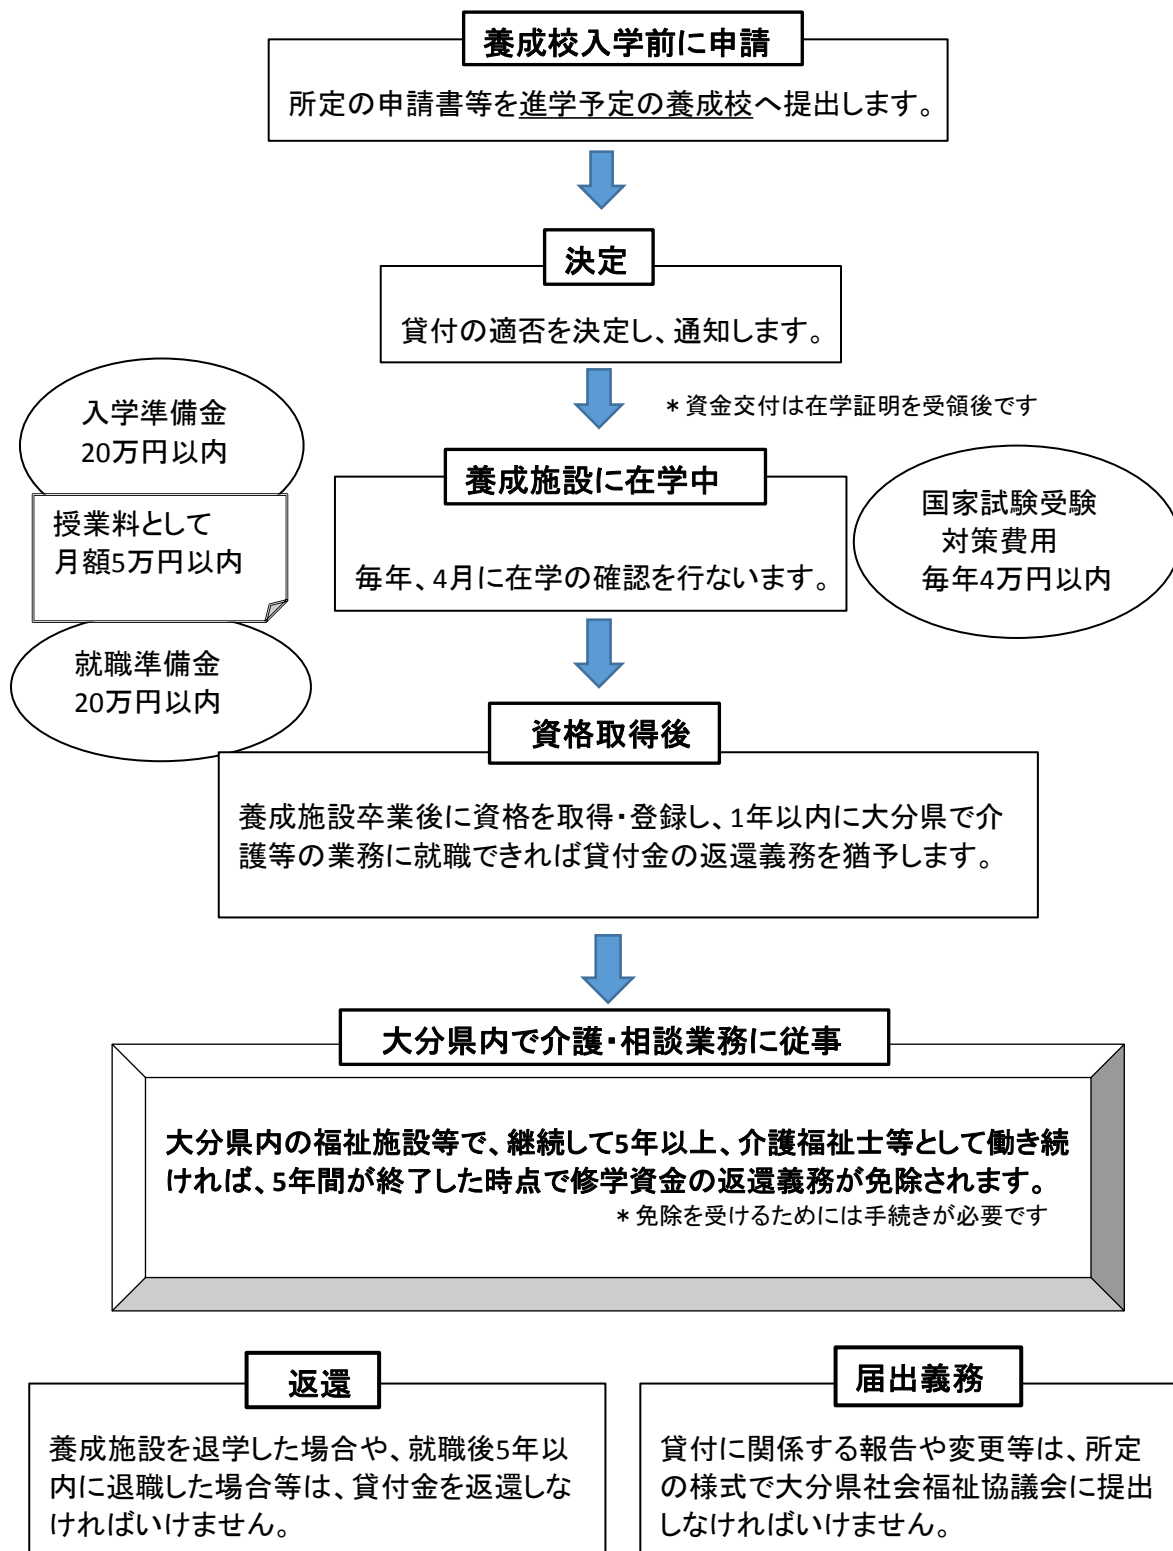 養成校入学前に申請
所定の申請書等を進学予定の養成校へ提出します。
決定
貸付の適否を決定し、通知します。
＊資金交付は在学証明を受領後です
入学準備金
20万円以内
授業料として
月額5万円以内
就職準備金
20万円以内
養成施設に在学中
毎年、4月に在学の確認を行ないます。
国家試験受験
対策費用
毎年4万円以内
資格取得後
養成施設卒業後に資格を取得・登録し、1年以内に大分県で介
護等の業務に就職できれば貸付金の返還義務を猶予します。
大分県内で介護・相談業務に従事
大分県内の福祉施設等で、継続して5年以上、介護福祉士等として働き続
ければ、5年間が終了した時点で修学資金の返還義務が免除されます。
＊免除を受けるためには手続きが必要です
返還
養成施設を退学した場合や、就職後5年以
内に退職した場合等は、貸付金を返還しな
ければいけません。
届出義務
貸付に関係する報告や変更等は、所定
の様式で大分県社会福祉協議会に提出
しなければいけません。